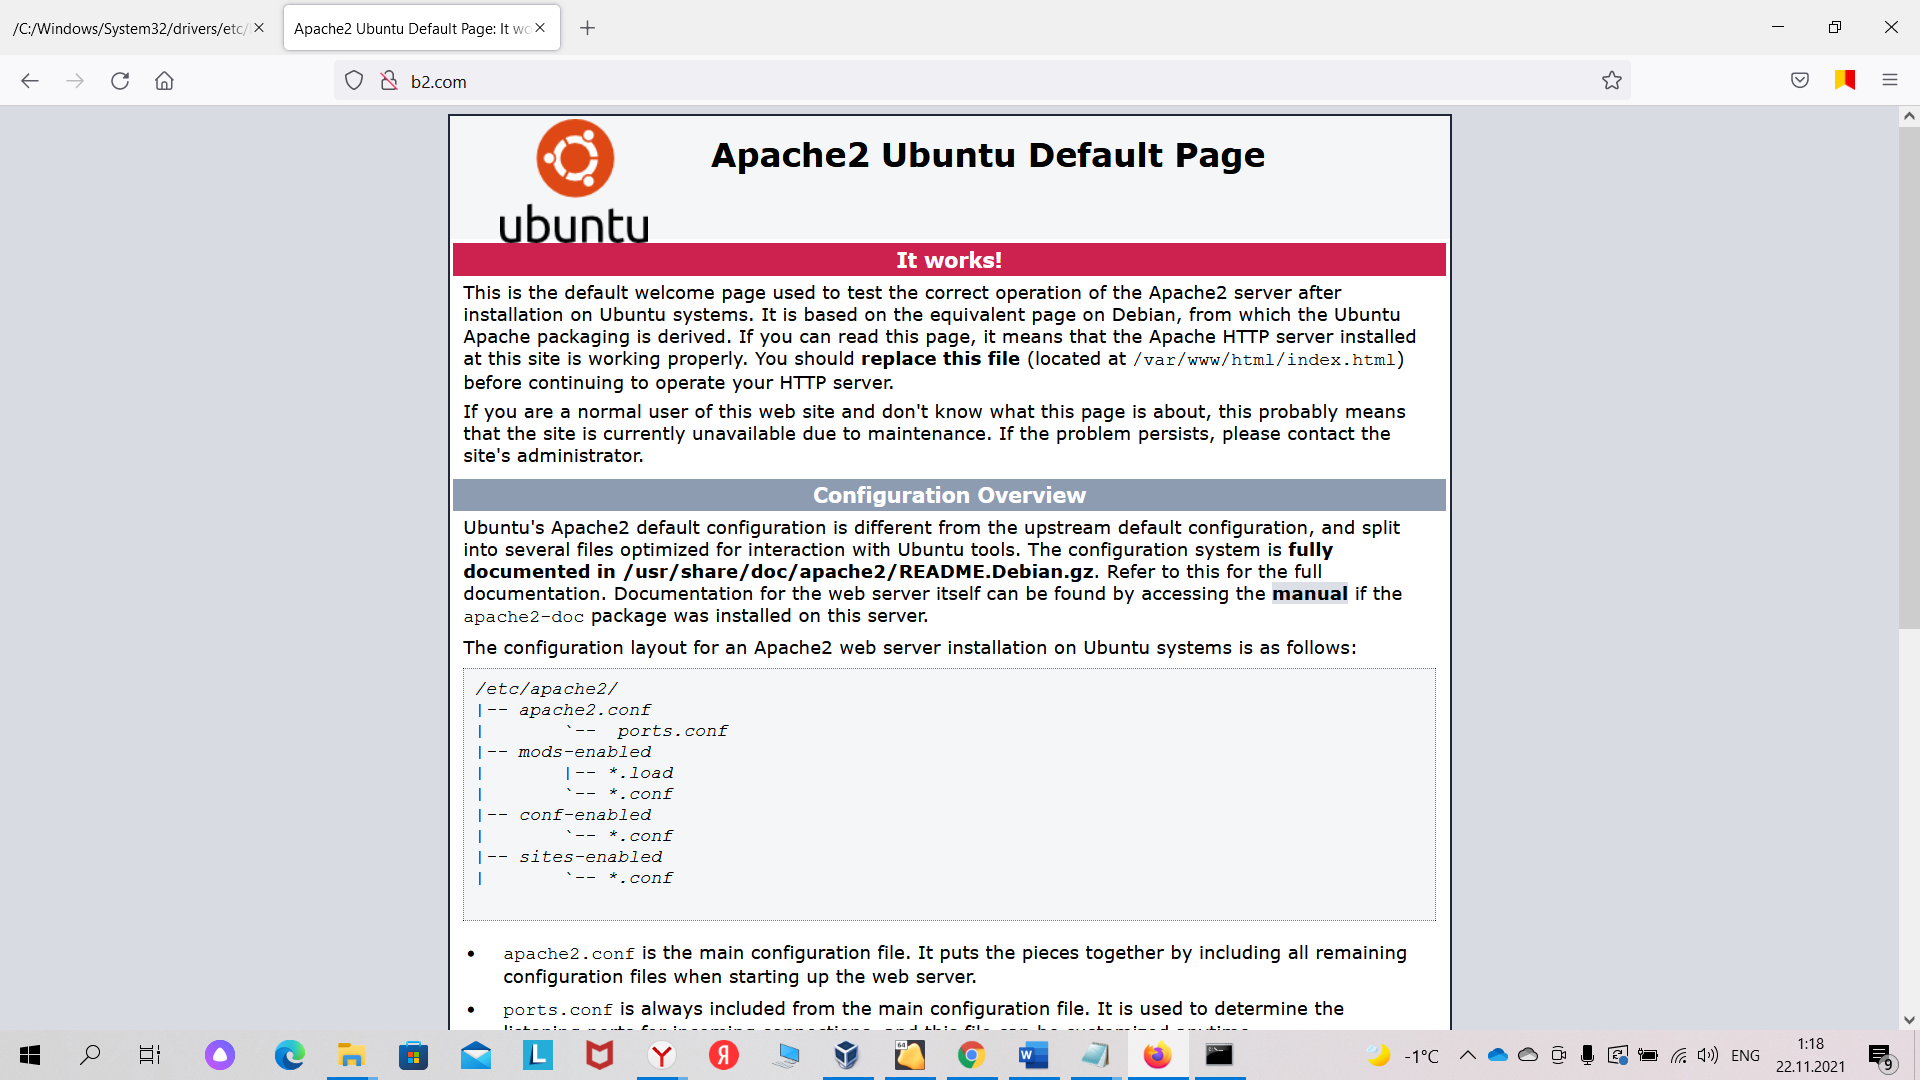 /C:/Windows/System32/drivers/etc/
Apache2 Ubuntu Default Page: It wo
b2.com
ubuntu
Apache2 Ubuntu Default Page
It works!
This is the default welcome page used to test the correct operation of the Apache2 server after
installation on Ubuntu systems. It is based on the equivalent page on Debian, from which the Ubuntu
Apache packaging is derived. If you can read this page, it means that the Apache HTTP server installed
at this site is working properly. You should replace this file (located at /var/www/html/index.html)
before continuing to operate your HTTP server.
If you are a normal user of this web site and don't know what this page is about, this probably means
that the site is currently unavailable due to maintenance. If the problem persists, please contact the
site's administrator.
Configuration Overview
Ubuntu's Apache2 default configuration is different from the upstream default configuration, and split
into several files optimized for interaction with Ubuntu tools. The configuration system is fully
documented in /usr/share/doc/apache2/README.Debian.gz. Refer to this for the full
documentation. Documentation for the web server itself can be found by accessing the manual if the
apache2-doc package was installed on this server.
The configuration layout for an Apache2 web server installation on Ubuntu systems is as follows:
/etc/apache2/
|-- apache2.conf
|       `--  ports.conf
|-- mods-enabled
|       |-- *.load
|       `-- *.conf
|-- conf-enabled
|       `-- *.conf
|-- sites-enabled
|       `-- *.conf
• apache2.conf is the main configuration file. It puts the pieces together by including all remaining
configuration files when starting up the web server.
• ports.conf is always included from the main configuration file. It is used to determine the
listening ports for incoming connections, and this file can be customized anytime.
L
Y
Я
64
W
-1°C
ENG
1:18
22.11.2021
9